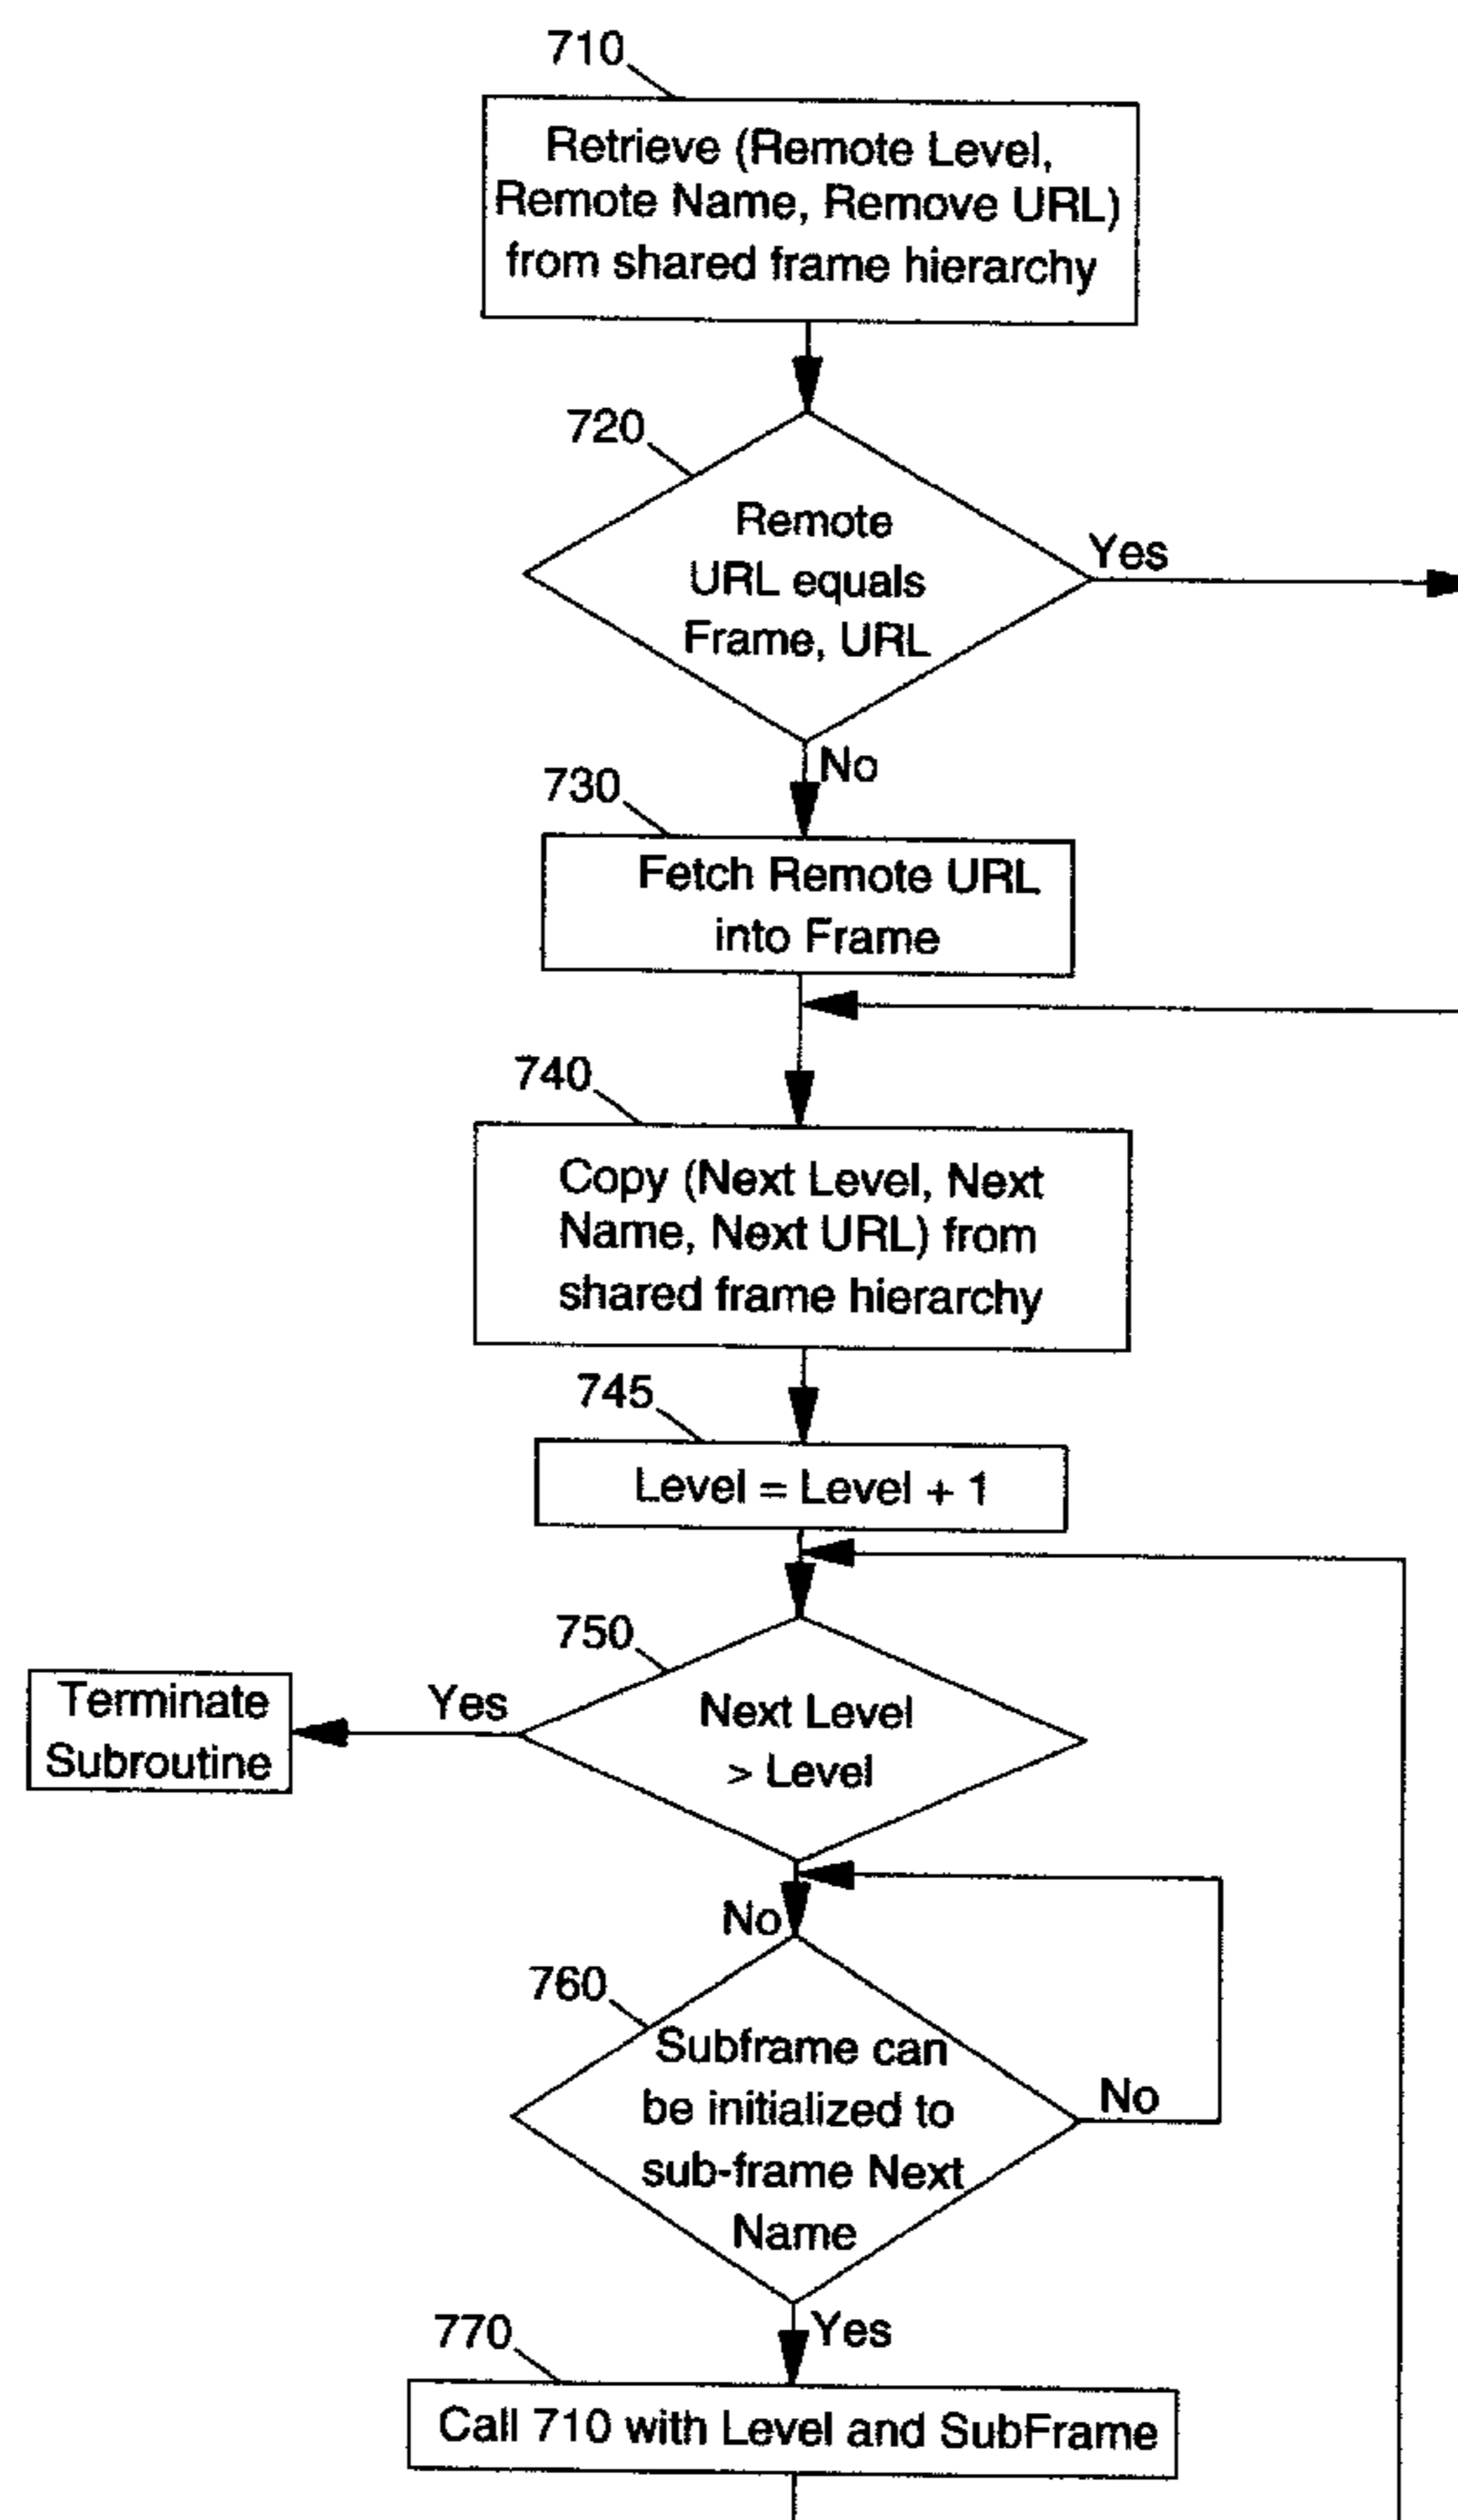 710
Retrieve (Remote Level,
Remote Name, Remove URL)
from shared frame hierarchy
720
Remote
URL equals
Frame, URL
Yes
No
730
Fetch Remote URL
into Frame
740
Copy (Next Level, Next
Name, Next URL) from
shared frame hierarchy
745
Level = Level + 1
750
Next Level
> Level
Yes
Terminate
Subroutine
No
760
Subframe can
be initialized to
sub-frame Next
Name
No
Yes
770
Call 710 with Level and SubFrame